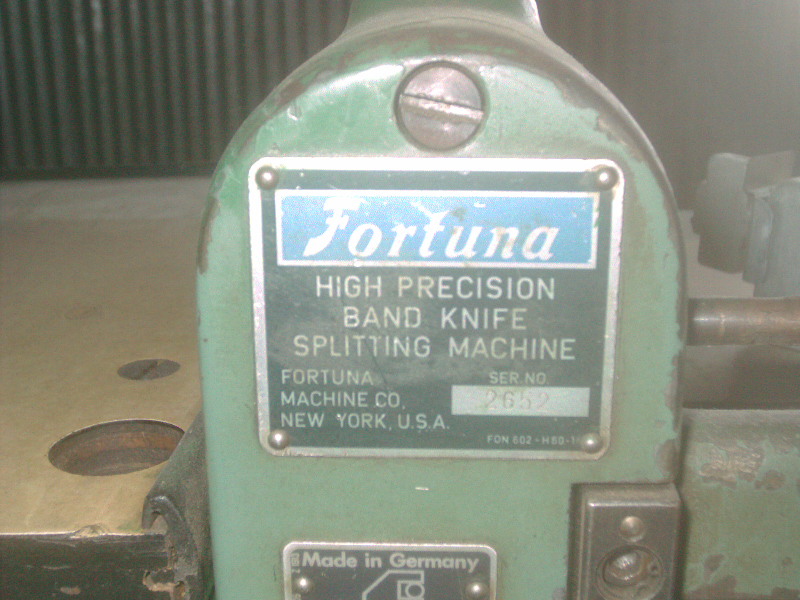 Fortuna
HIGH PRECISION
BAND KNIFE
SPLITTING MACHINE
FORTUNA
MACHINE CO.
NEW YORK, U.S.A.
SER. NO.
2652
Made in Germany